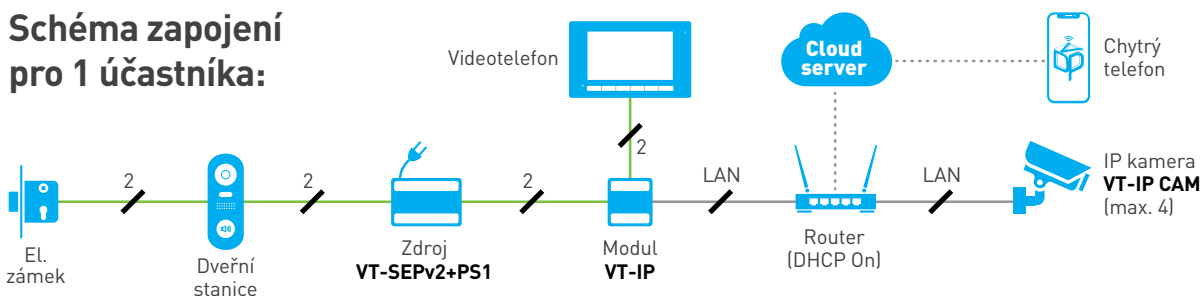 Schéma zapojení
pro 1 účastníka:
Videotelefon
Cloud
server
Chytrý
telefon
2
2
2
2
LAN
LAN
IP kamera
VT-IP CAM
(max. 4)
El.
zámek
Dveřní
stanice
Zdroj
VT-SEPv2+PS1
Modul
VT-IP
Router
(DHCP On)